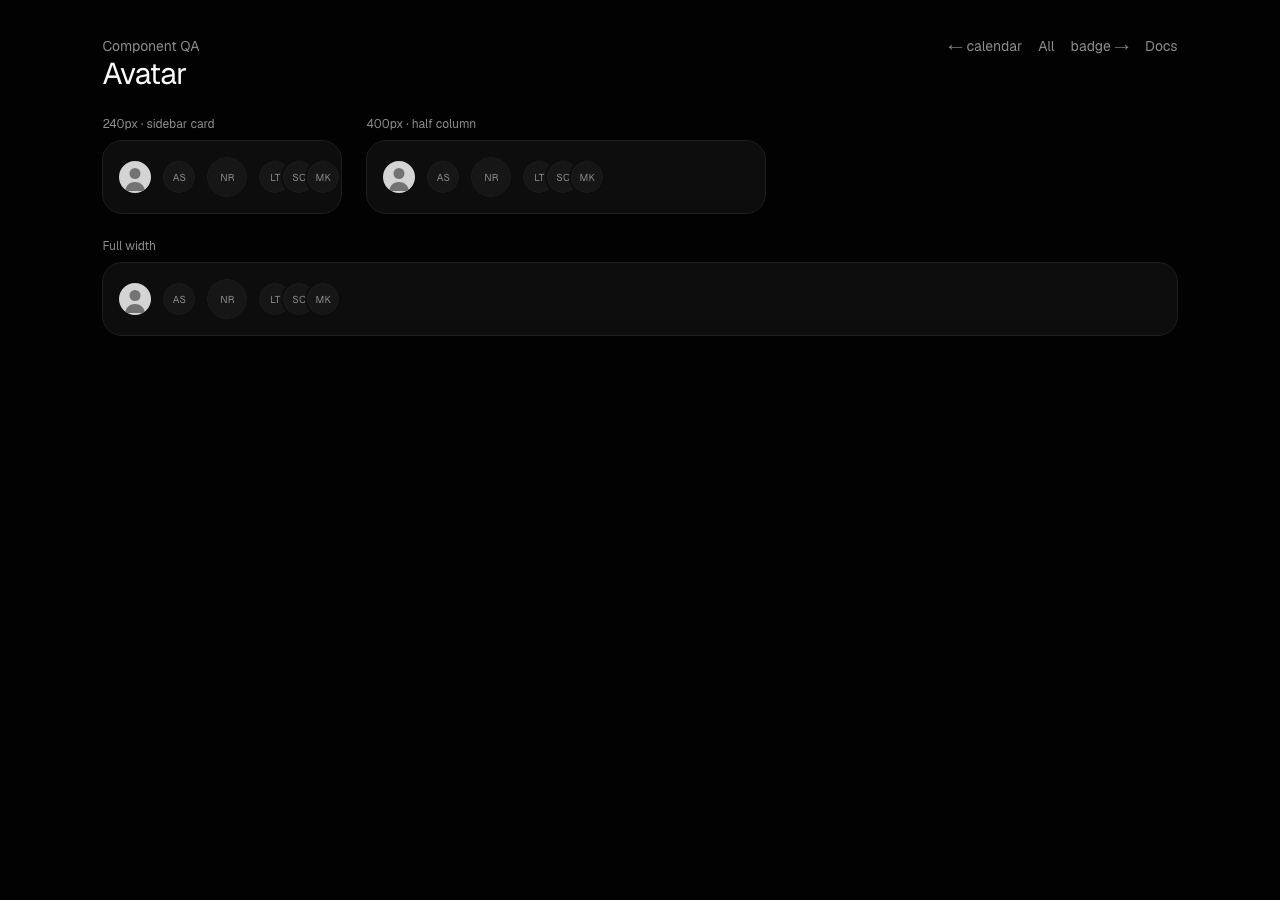 Component QA
← calendar All badge → Docs
Avatar
240px · sidebar card
400px · half column
AS NR LT SC MK
AS NR LT SC MK
Full width
AS NR LT SC MK